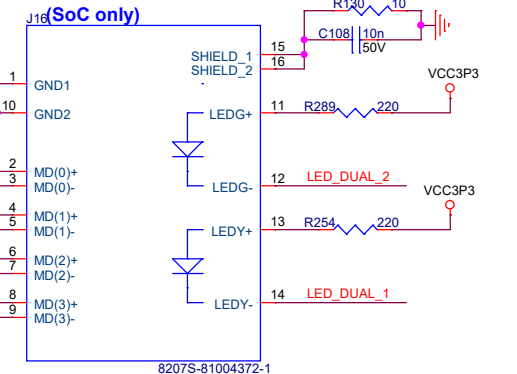 R130 10
J16 (SoC only)
C108 10n
50V
15
SHIELD_1
16
SHIELD_2
VCC3P3
1
GND1
10
GND2
LEDG+
11
R289 220
2
MD(0)+
3
MD(0)-
LEDG-
12
LED_DUAL_2
VCC3P3
4
MD(1)+
5
MD(1)-
LEDY+
13
R254 220
6
MD(2)+
7
MD(2)-
8
MD(3)+
9
MD(3)-
LEDY-
14
LED_DUAL_1
8207S-81004372-1